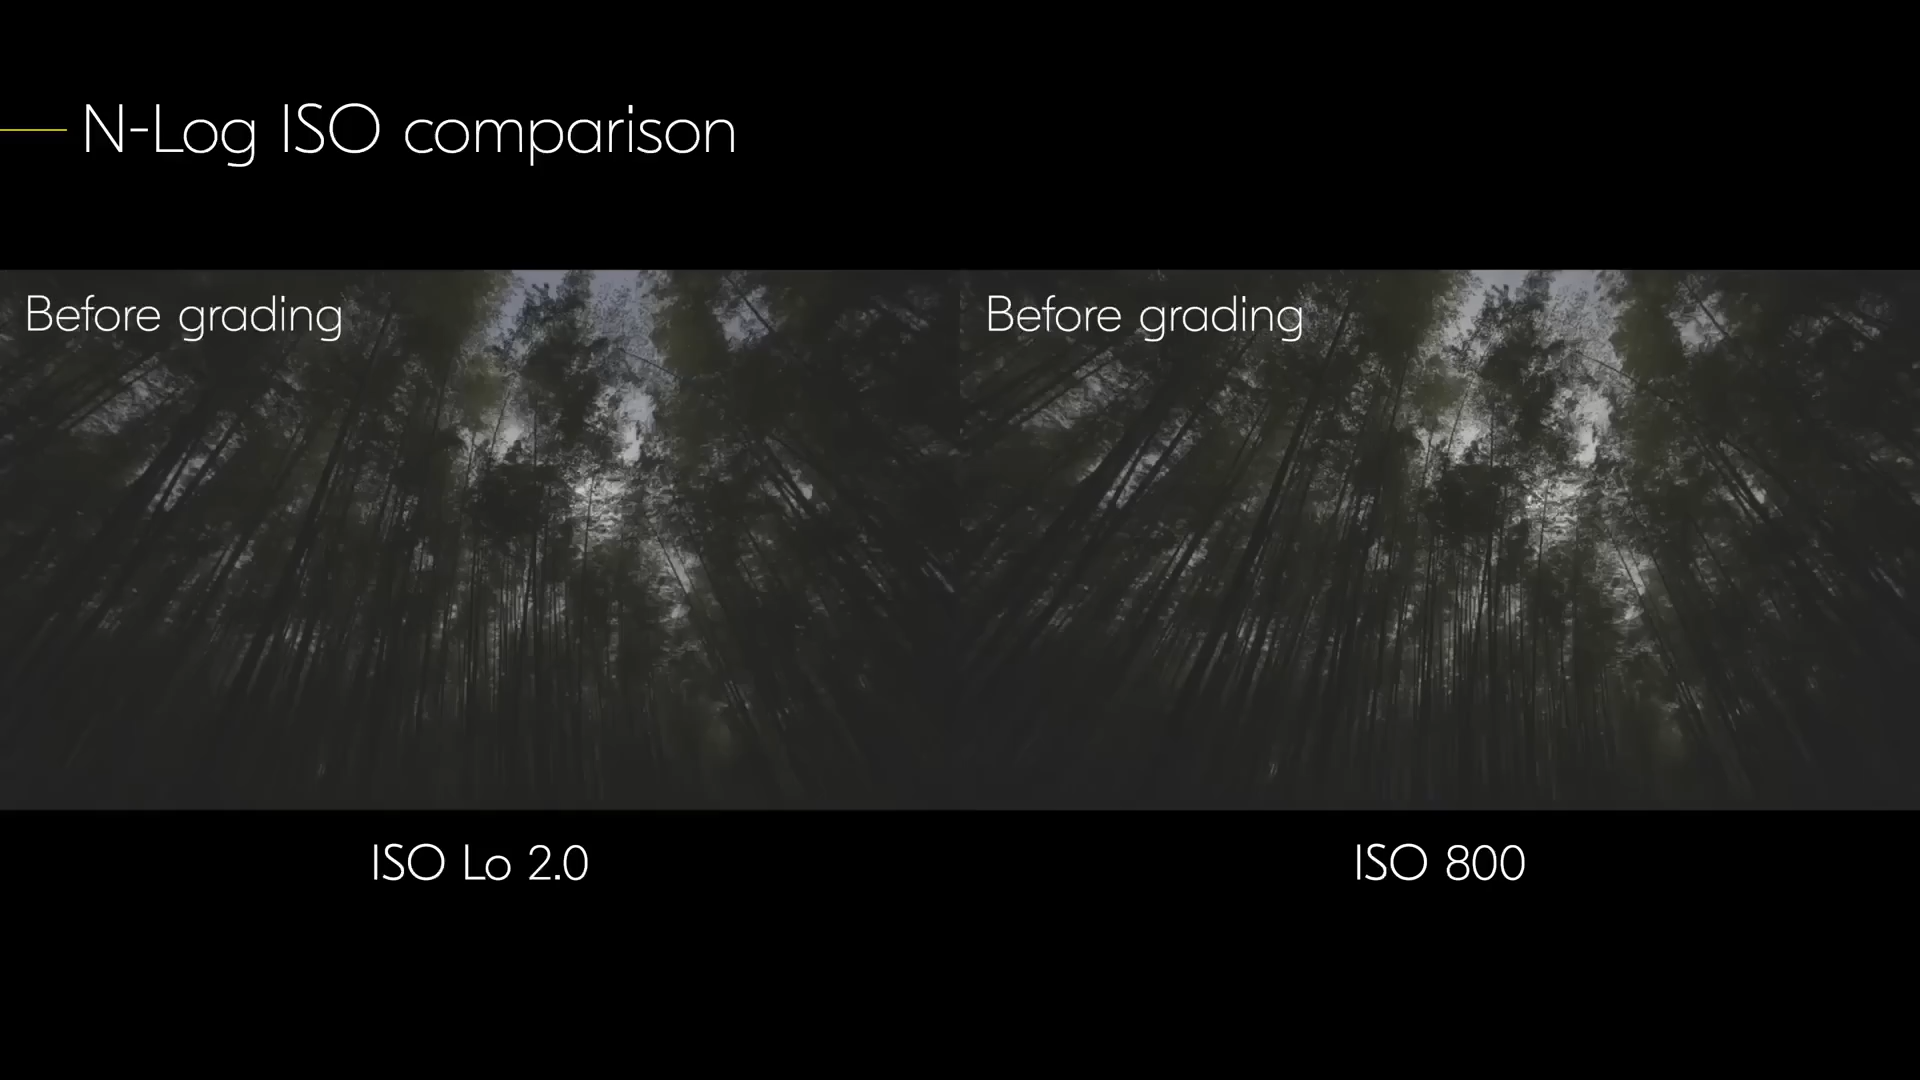 N-Log ISO comparison
Before grading
Before grading
ISO Lo 2.0
ISO 800